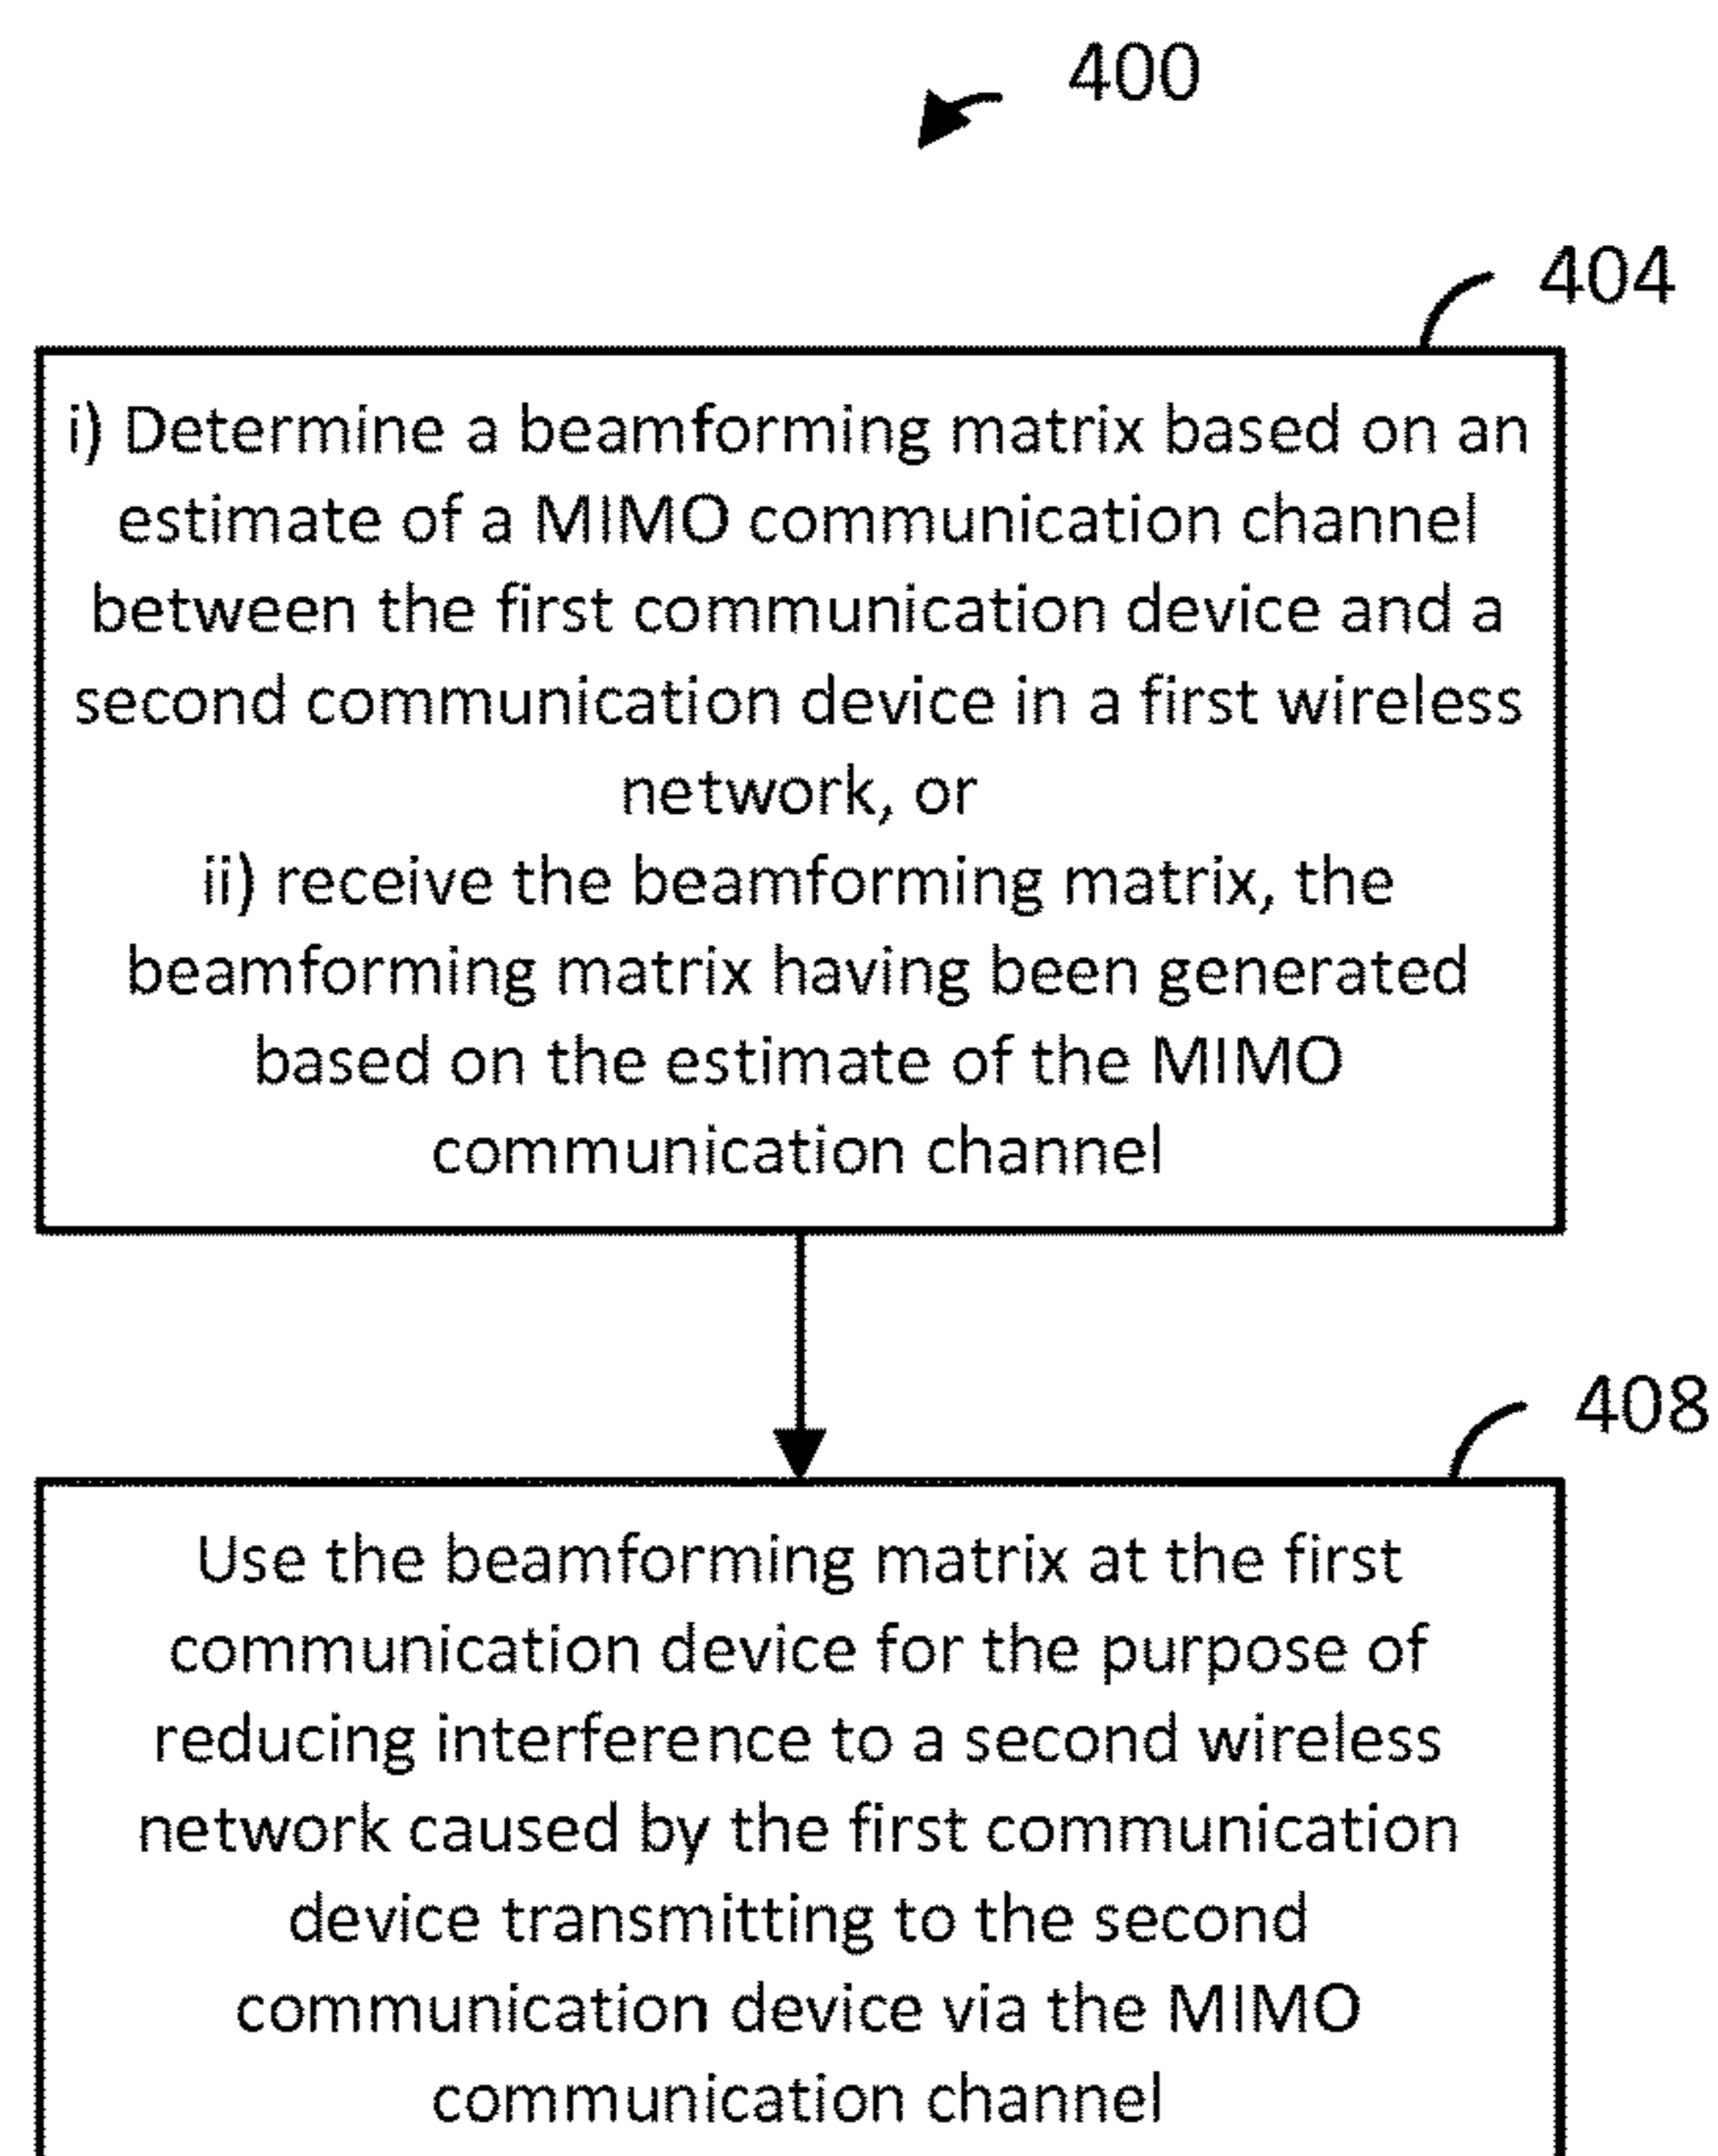 400
404
i) Determine a beamforming matrix based on an
estimate of a MIMO communication channel
between the first communication device and a
second communication device in a first wireless
network, or
ii) receive the beamforming matrix, the
beamforming matrix having been generated
based on the estimate of the MIMO
communication channel
408
Use the beamforming matrix at the first
communication device for the purpose of
reducing interference to a second wireless
network caused by the first communication
device transmitting to the second
communication device via the MIMO
communication channel